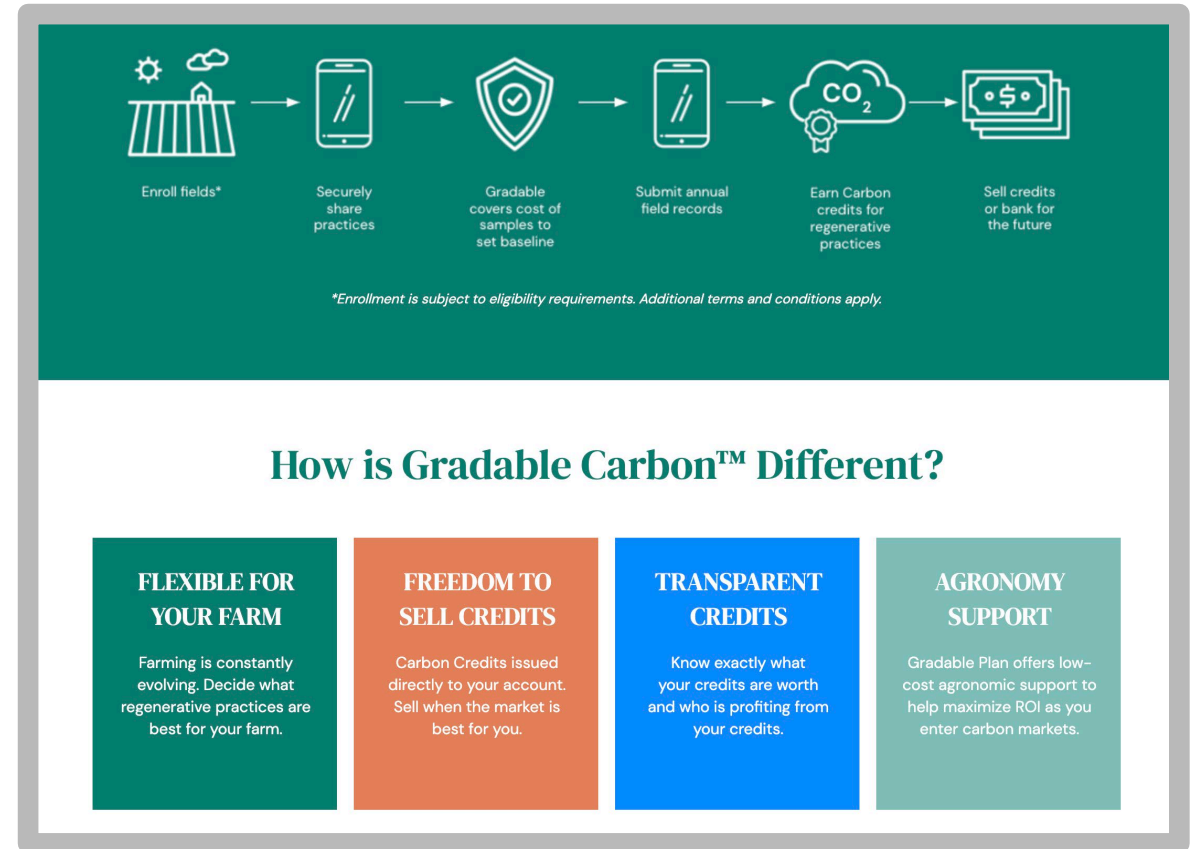 CO2
$
Enroll fields*
Securely
share
practices
Gradable
covers cost of
samples to
set baseline
Submit annual
field records
Earn Carbon
credits for
regenerative
practices
Sell credits
or bank for
the future
*Enrollment is subject to eligibility requirements. Additional terms and conditions apply.
How is Gradable Carbon™ Different?
FLEXIBLE FOR
YOUR FARM
Farming is constantly
evolving. Decide what
regenerative practices are
best for your farm.
FREEDOM TO
SELL CREDITS
Carbon Credits issued
directly to your account.
Sell when the market is
best for you.
TRANSPARENT
CREDITS
Know exactly what
your credits are worth
and who is profiting from
your credits.
AGRONOMY
SUPPORT
Gradable Plan offers low-
cost agronomic support to
help maximize ROI as you
enter carbon markets.